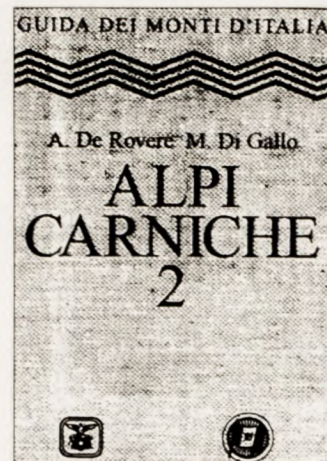 GUIDA DEI MONTI D'ITALIA
A. De Rovere M. Di Gallo
ALPI
CARNICHE
2